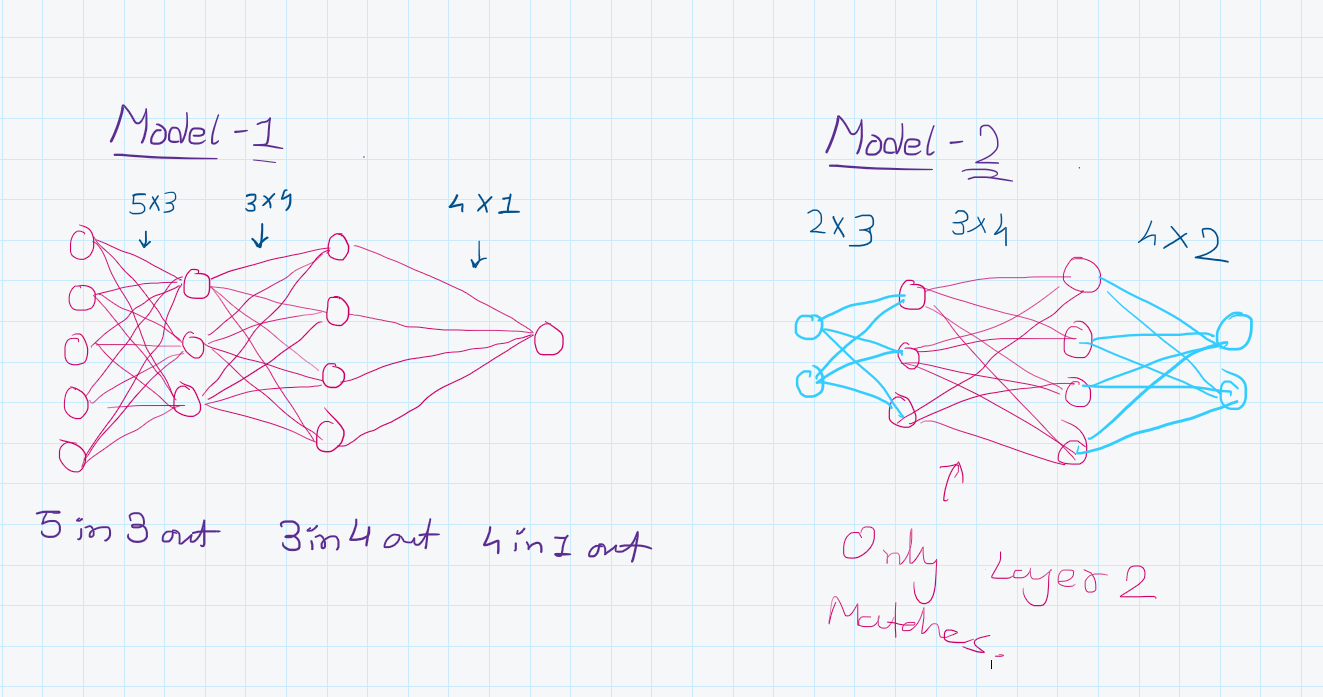 Model-1
5x3 3x4 4x1
5 in 3 out 3 in 4 out 4 in 1 out
Model-2
2x3 3x4 4x2
Only Layer 2
Matches.